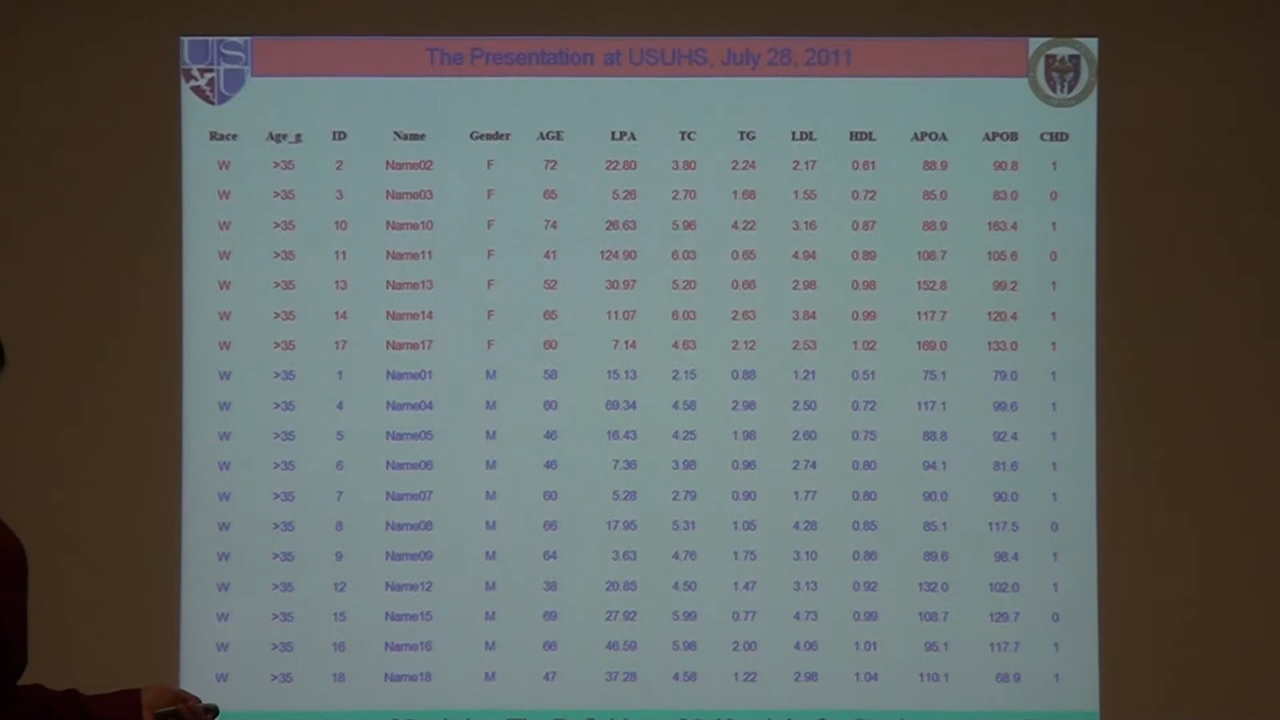 The Presentation at USUHS, July 28, 2011
Race Age_g ID Name Gender AGE LPA TC TG LDL HDL APOA APOB CHD
W >35 2 Name02 F 72 22.80 3.80 2.24 2.17 0.61 88.9 90.8 1
W >35 3 Name03 F 65 5.26 2.70 1.68 1.55 0.72 85.0 83.0 0
W >35 10 Name10 F 74 26.63 5.96 4.22 3.16 0.87 88.9 163.4 1
W >35 11 Name11 F 41 124.90 6.03 0.65 4.94 0.89 108.7 105.6 0
W >35 13 Name13 F 52 30.97 5.20 0.66 2.98 0.98 152.8 99.2 1
W >35 14 Name14 F 65 11.07 6.03 2.63 3.84 0.99 117.7 120.4 1
W >35 17 Name17 F 60 7.14 4.63 2.12 2.53 1.02 169.0 133.0 1
W >35 1 Name01 M 58 15.13 2.15 0.88 1.21 0.51 75.1 79.0 1
W >35 4 Name04 M 60 69.34 4.58 2.98 2.50 0.72 117.1 99.6 1
W >35 5 Name05 M 46 16.43 4.25 1.98 2.60 0.75 88.8 92.4 1
W >35 6 Name06 M 46 7.36 3.98 0.96 2.74 0.80 94.1 81.6 1
W >35 7 Name07 M 60 5.28 2.79 0.90 1.77 0.80 90.0 90.0 1
W >35 8 Name08 M 66 17.95 5.31 1.05 4.28 0.85 85.1 117.5 0
W >35 9 Name09 M 64 3.63 4.76 1.75 3.10 0.86 89.6 98.4 1
W >35 12 Name12 M 38 20.85 4.50 1.47 3.13 0.92 132.0 102.0 1
W >35 15 Name15 M 69 27.92 5.99 0.77 4.73 0.99 108.7 129.7 0
W >35 16 Name16 M 66 46.59 5.98 2.00 4.06 1.01 95.1 117.7 1
W >35 18 Name18 M 47 37.28 4.58 1.22 2.98 1.04 110.1 68.9 1